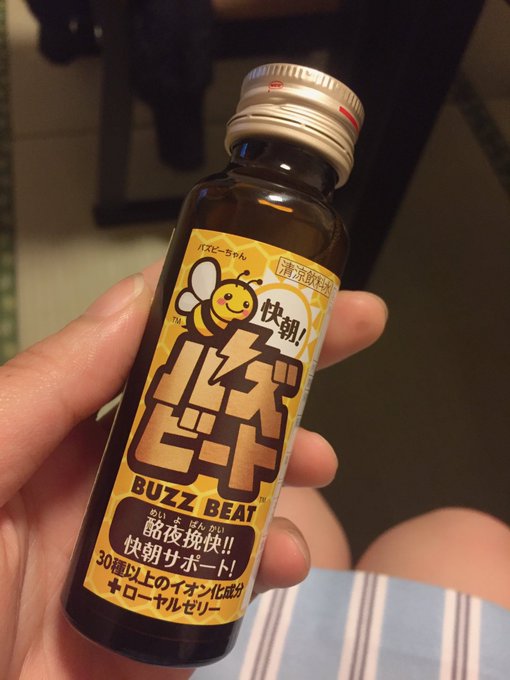 バズビーちゃん
清涼飲料水
TM
快朝!
バズ
ビート
TM
BUZZ BEAT
めいよばんかい
酩夜挽快!!
快朝サポート!
30種以上のイオン化成分
+ローヤルゼリー